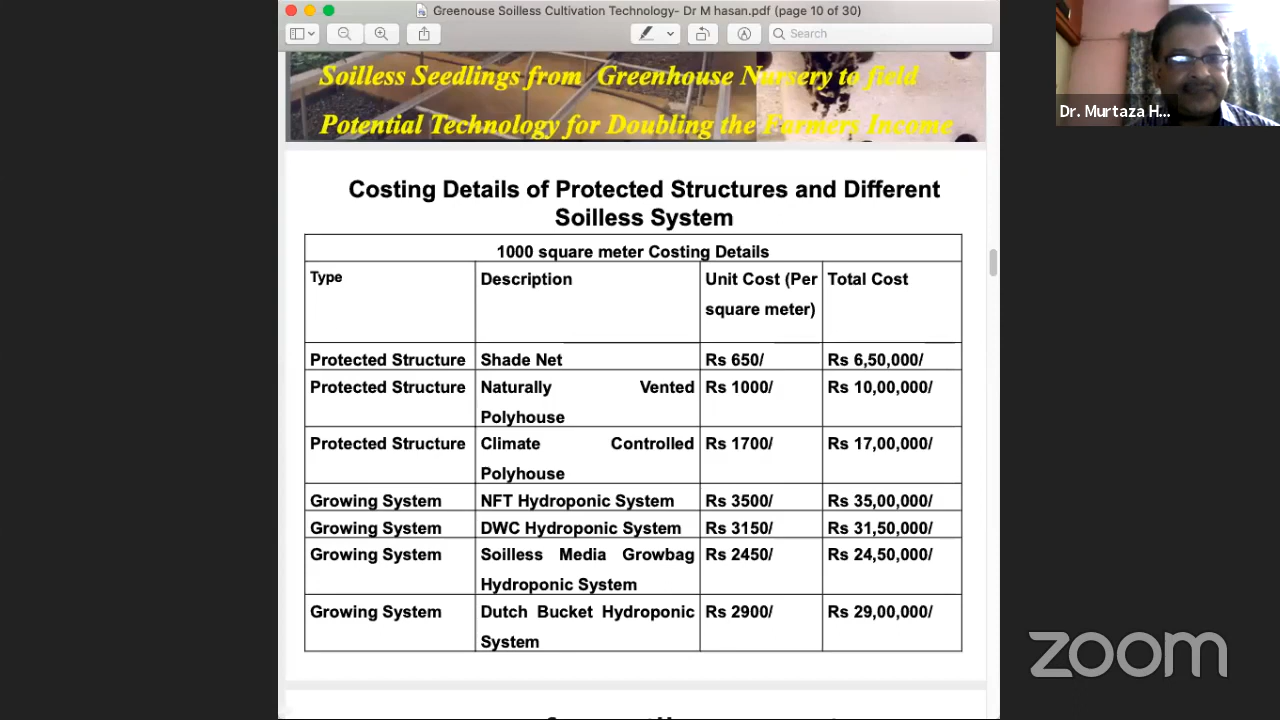 Greenouse Soilless Cultivation Technology- Dr M hasan.pdf (page 10 of 30)
Search
Soilless Seedlings from Greenhouse Nursery to field
Potential Technology for Doubling the Farmers Income
Dr. Murtaza H...
Costing Details of Protected Structures and Different
Soilless System
1000 square meter Costing Details
Type Description Unit Cost (Per Total Cost
square meter)
Protected Structure Shade Net Rs 650/ Rs 6,50,000/
Protected Structure Naturally Vented Rs 1000/ Rs 10,00,000/
Polyhouse
Protected Structure Climate Controlled Rs 1700/ Rs 17,00,000/
Polyhouse
Growing System NFT Hydroponic System Rs 3500/ Rs 35,00,000/
Growing System DWC Hydroponic System Rs 3150/ Rs 31,50,000/
Growing System Soilless Media Growbag Rs 2450/ Rs 24,50,000/
Hydroponic System
Growing System Dutch Bucket Hydroponic Rs 2900/ Rs 29,00,000/
System
zoom